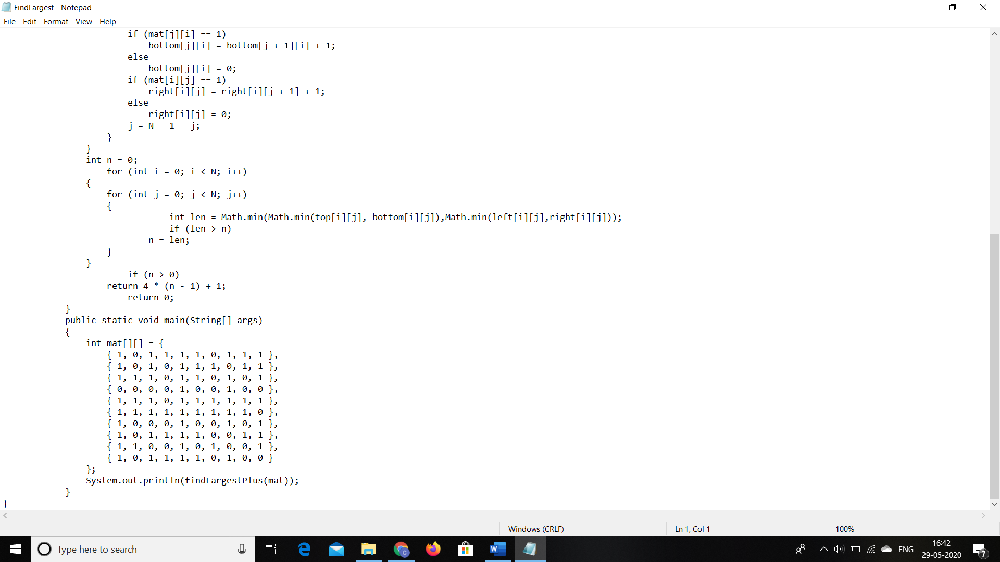 FindLargest - Notepad
File Edit Format View Help
if (mat[j][i] == 1)
bottom[j][i] = bottom[j + 1][i] + 1;
else
bottom[j][i] = 0;
if (mat[i][j] == 1)
right[i][j] = right[i][j + 1] + 1;
else
right[i][j] = 0;
j = N - 1 - j;
}
}
int n = 0;
for (int i = 0; i < N; i++)
{
for (int j = 0; j < N; j++)
{
int len = Math.min(Math.min(top[i][j], bottom[i][j]),Math.min(left[i][j],right[i][j]));
if (len > n)
n = len;
}
}
if (n > 0)
return 4 * (n - 1) + 1;
return 0;
}
public static void main(String[] args)
{
int mat[][] = {
{ 1, 0, 1, 1, 1, 1, 0, 1, 1, 1 },
{ 1, 0, 1, 0, 1, 1, 1, 0, 1, 1 },
{ 1, 1, 1, 0, 1, 1, 0, 1, 0, 1 },
{ 0, 0, 0, 0, 1, 0, 0, 1, 0, 0 },
{ 1, 1, 1, 0, 1, 1, 1, 1, 1, 1 },
{ 1, 1, 1, 1, 1, 1, 1, 1, 1, 0 },
{ 1, 0, 0, 0, 1, 0, 0, 1, 0, 1 },
{ 1, 0, 1, 1, 1, 1, 0, 0, 1, 1 },
{ 1, 1, 0, 0, 1, 0, 1, 0, 0, 1 },
{ 1, 0, 1, 1, 1, 1, 0, 1, 0, 0 }
};
System.out.println(findLargestPlus(mat));
}
}
Windows (CRLF) Ln 1, Col 1 100%
Type here to search
ENG
16:42
29-05-2020
7